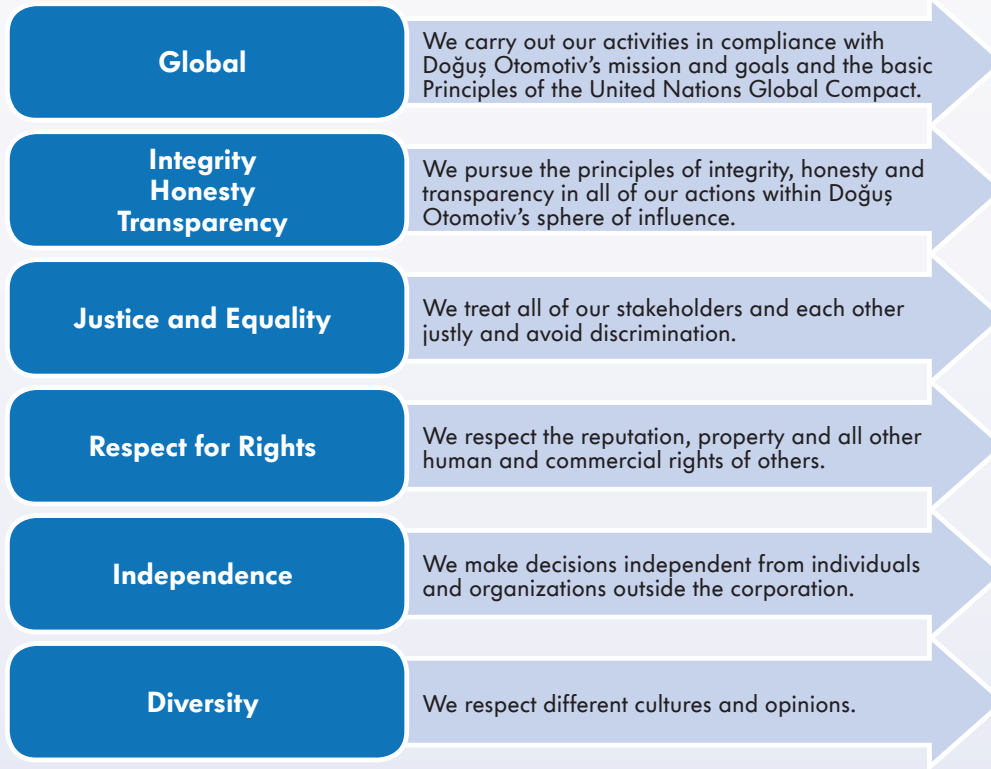 Global
We carry out our activities in compliance with
Doğuş Otomotiv’s mission and goals and the basic
Principles of the United Nations Global Compact.
Integrity
Honesty
Transparency
We pursue the principles of integrity, honesty and
transparency in all of our actions within Doğuş
Otomotiv’s sphere of influence.
Justice and Equality
We treat all of our stakeholders and each other
justly and avoid discrimination.
Respect for Rights
We respect the reputation, property and all other
human and commercial rights of others.
Independence
We make decisions independent from individuals
and organizations outside the corporation.
Diversity
We respect different cultures and opinions.